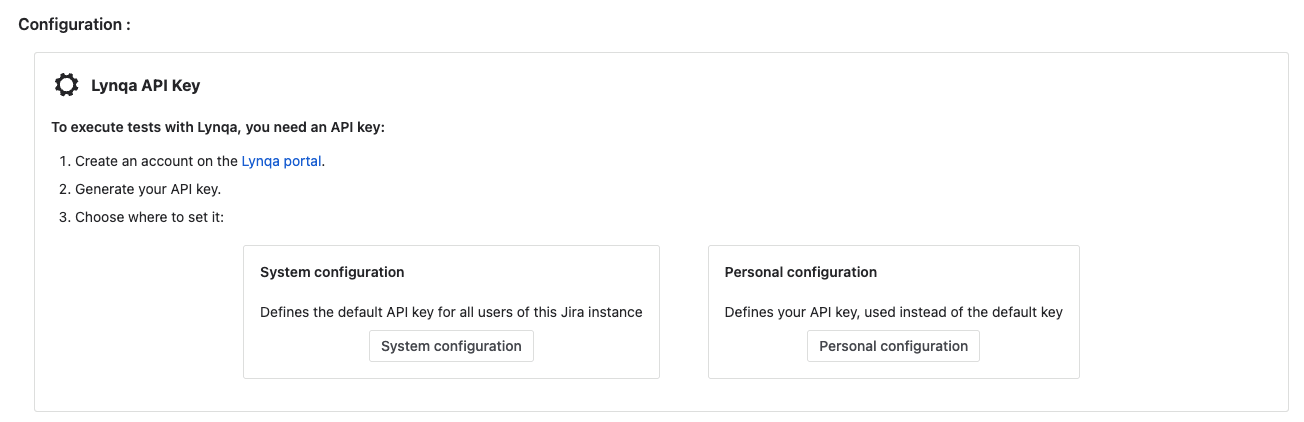 Configuration :
Lynqa API Key
To execute tests with Lynqa, you need an API key:
1. Create an account on the Lynqa portal.
2. Generate your API key.
3. Choose where to set it:
System configuration
Defines the default API key for all users of this Jira instance
System configuration
Personal configuration
Defines your API key, used instead of the default key
Personal configuration